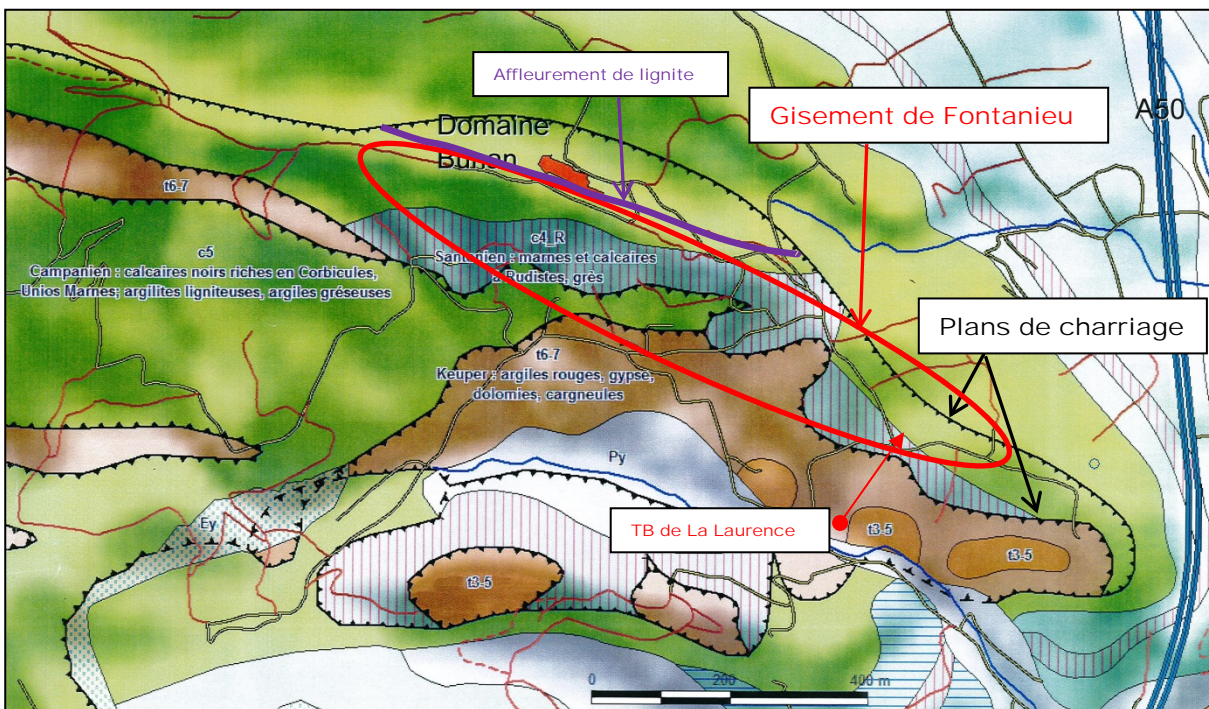 Affleurement de lignite
Gisement de Fontanieu
A50
Domaine
Bunan
t6-7
c4_R
Santonien : marnes et calcaires
à Rudistes, grès
c5
Campanien : calcaires noirs riches en Corbicules,
Unios Marnes; argilites ligniteuses, argiles gréseuses
Plans de charriage
t6-7
Keuper : argiles rouges, gypse,
dolomies, cargneules
Py
Ey
TB de La Laurence
t3-5
t3-5
t3-5
0 200 400 m